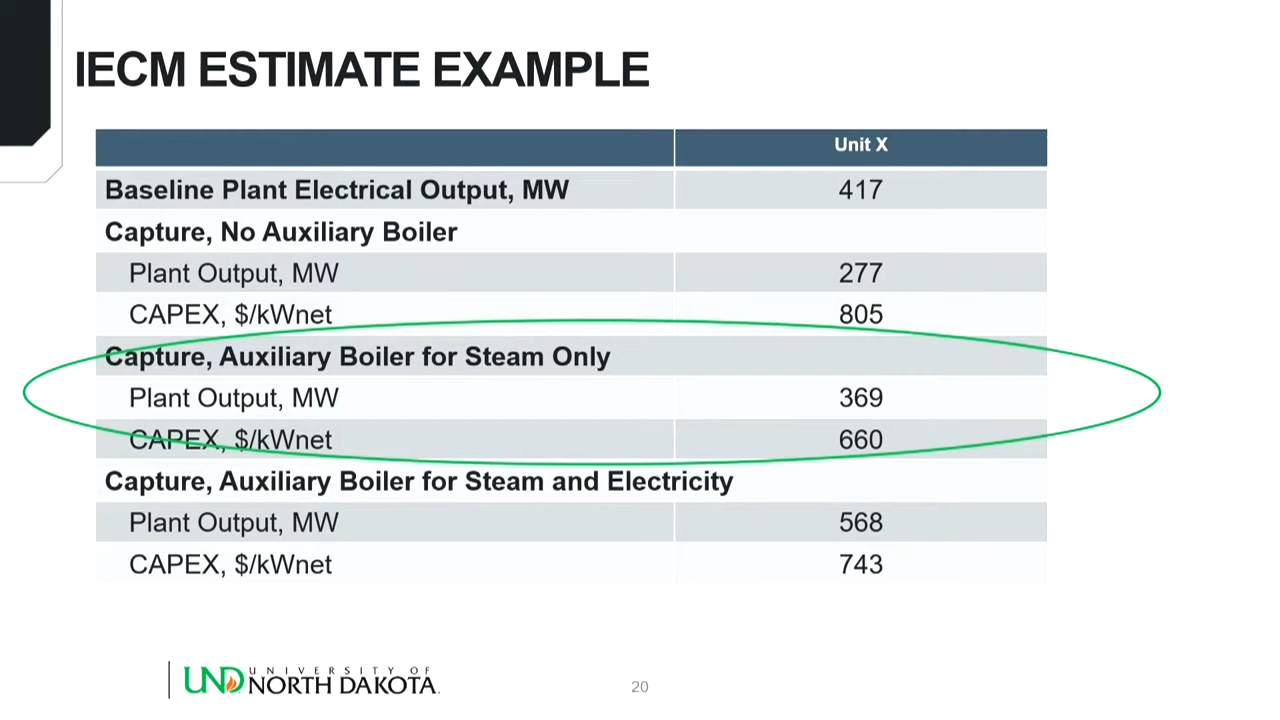 IECM ESTIMATE EXAMPLE
Unit X
Baseline Plant Electrical Output, MW 417
Capture, No Auxiliary Boiler
Plant Output, MW 277
CAPEX, $/kWnet 805
Capture, Auxiliary Boiler for Steam Only
Plant Output, MW 369
CAPEX, $/kWnet 660
Capture, Auxiliary Boiler for Steam and Electricity
Plant Output, MW 568
CAPEX, $/kWnet 743
UND UNIVERSITY OF
NORTH DAKOTA.
20